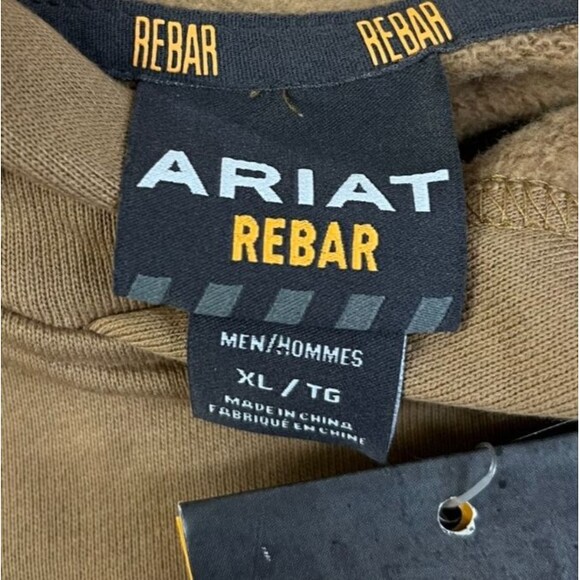 REBAR REBAR
ARIAT
REBAR
MEN/HOMMES
XL / TG
MADE IN CHINA
FABRIQUÉ EN CHINE